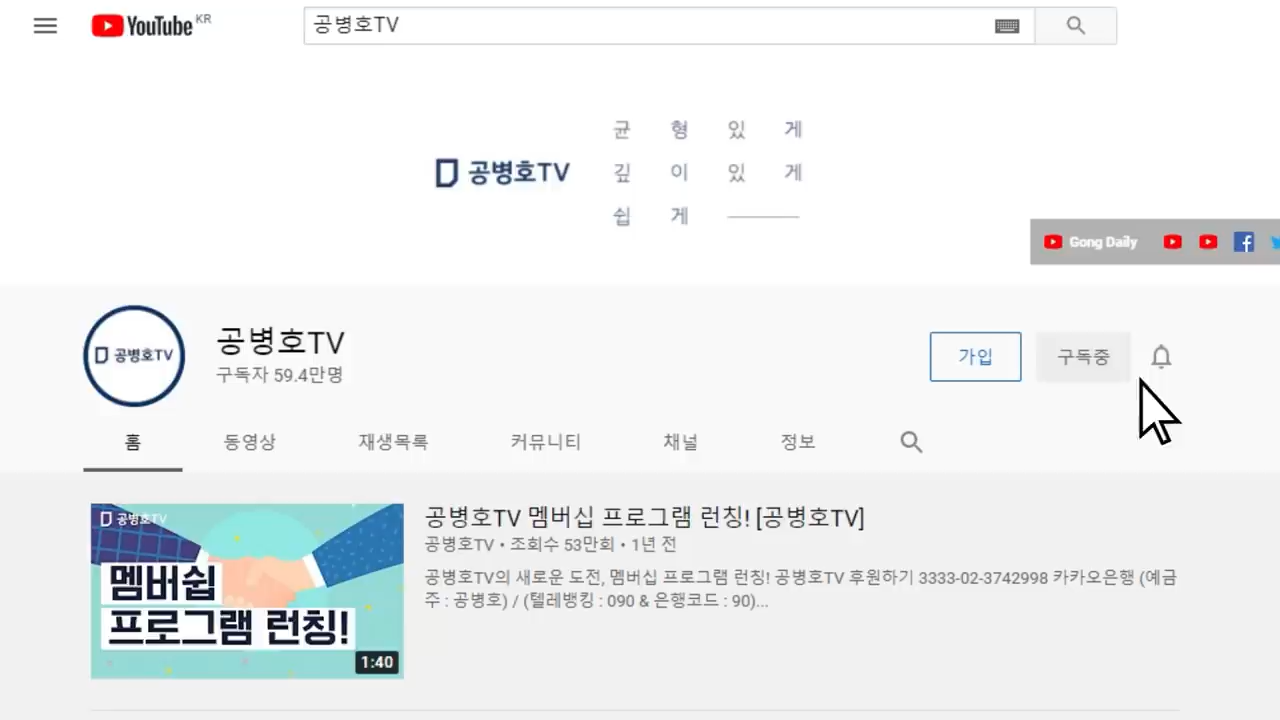 YouTube KR
공병호TV
균 형 있 게
공병호TV
깊 이 있 게
쉽 게
Gong Daily
공병호TV
공병호TV
구독자 59.4만명
가입
구독중
홈 동영상 재생목록 커뮤니티 채널 정보
공병호TV
멤버쉽
프로그램 런칭!
1:40
공병호TV 멤버십 프로그램 런칭! [공병호TV]
공병호TV • 조회수 53만회 • 1년 전
공병호TV의 새로운 도전, 멤버십 프로그램 런칭! 공병호TV 후원하기 3333-02-3742998 카카오은행 (예금
주 : 공병호) / (텔레뱅킹 : 090 & 은행코드 : 90)...